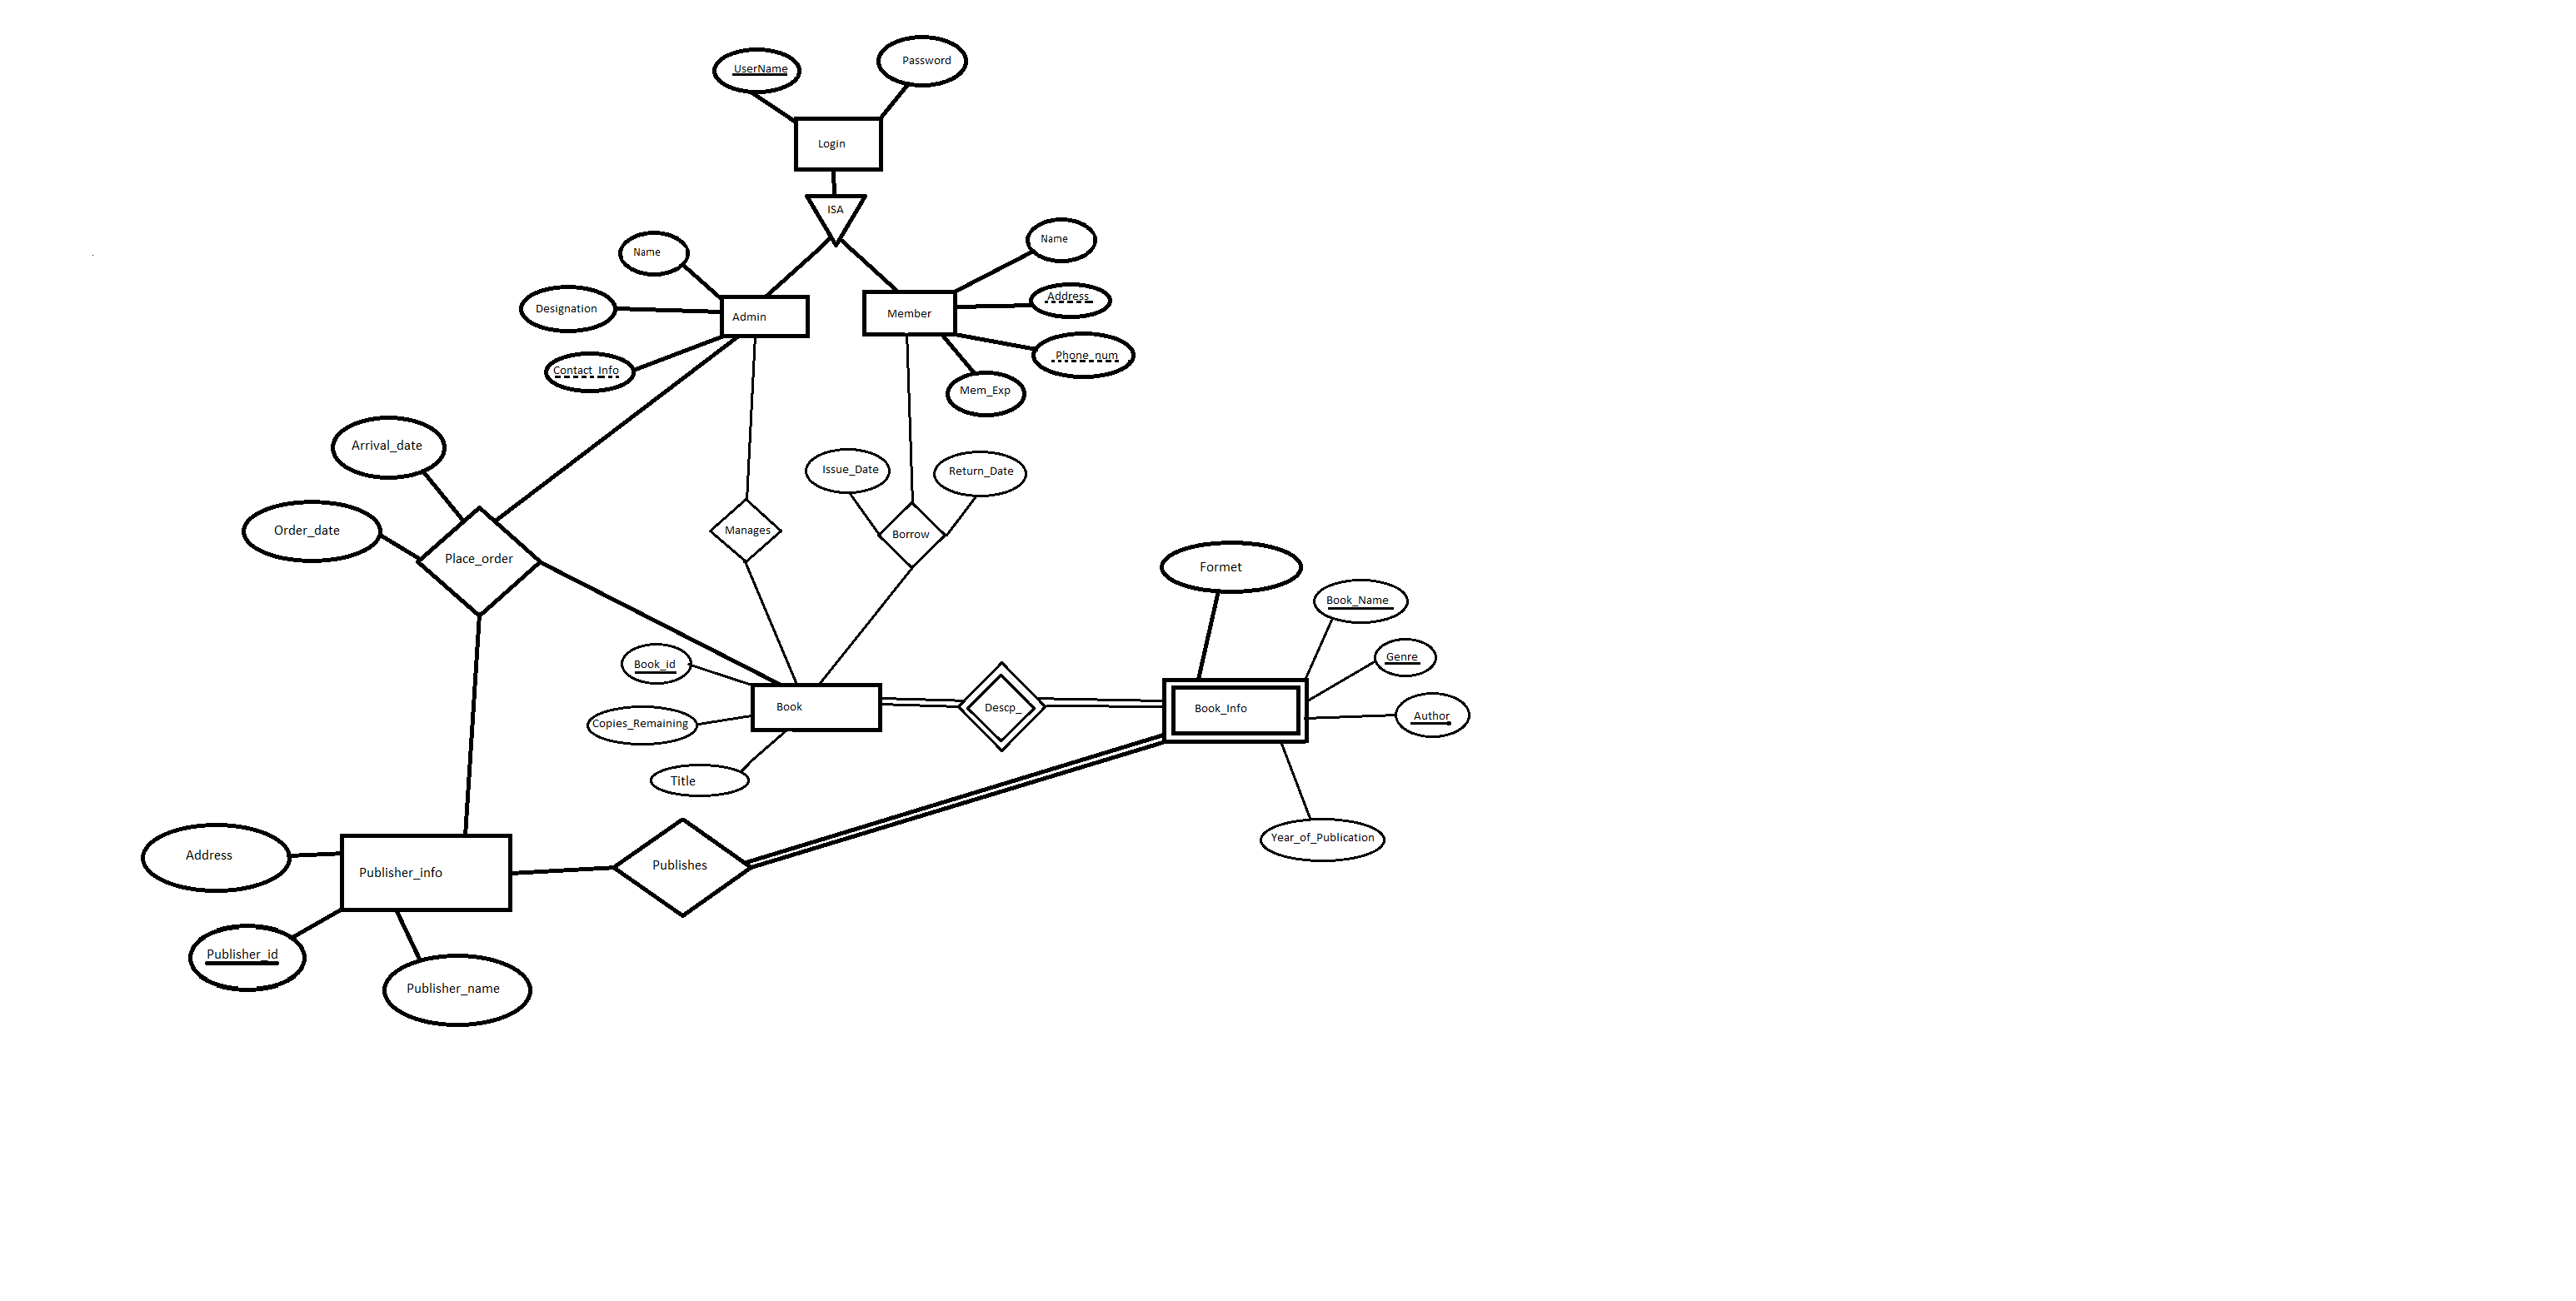 UserName
Password
Login
ISA
Name
Name
Designation
Address
Admin
Member
Contact_Info
Phone_num
Mem_Exp
Arrival_date
Issue_Date
Return_Date
Order_date
Manages
Borrow
Place_order
Formet
Book_Name
Genre
Book_id
Book
Descp_
Book_Info
Author
Copies_Remaining
Title
Year_of_Publication
Address
Publisher_info
Publishes
Publisher_id
Publisher_name